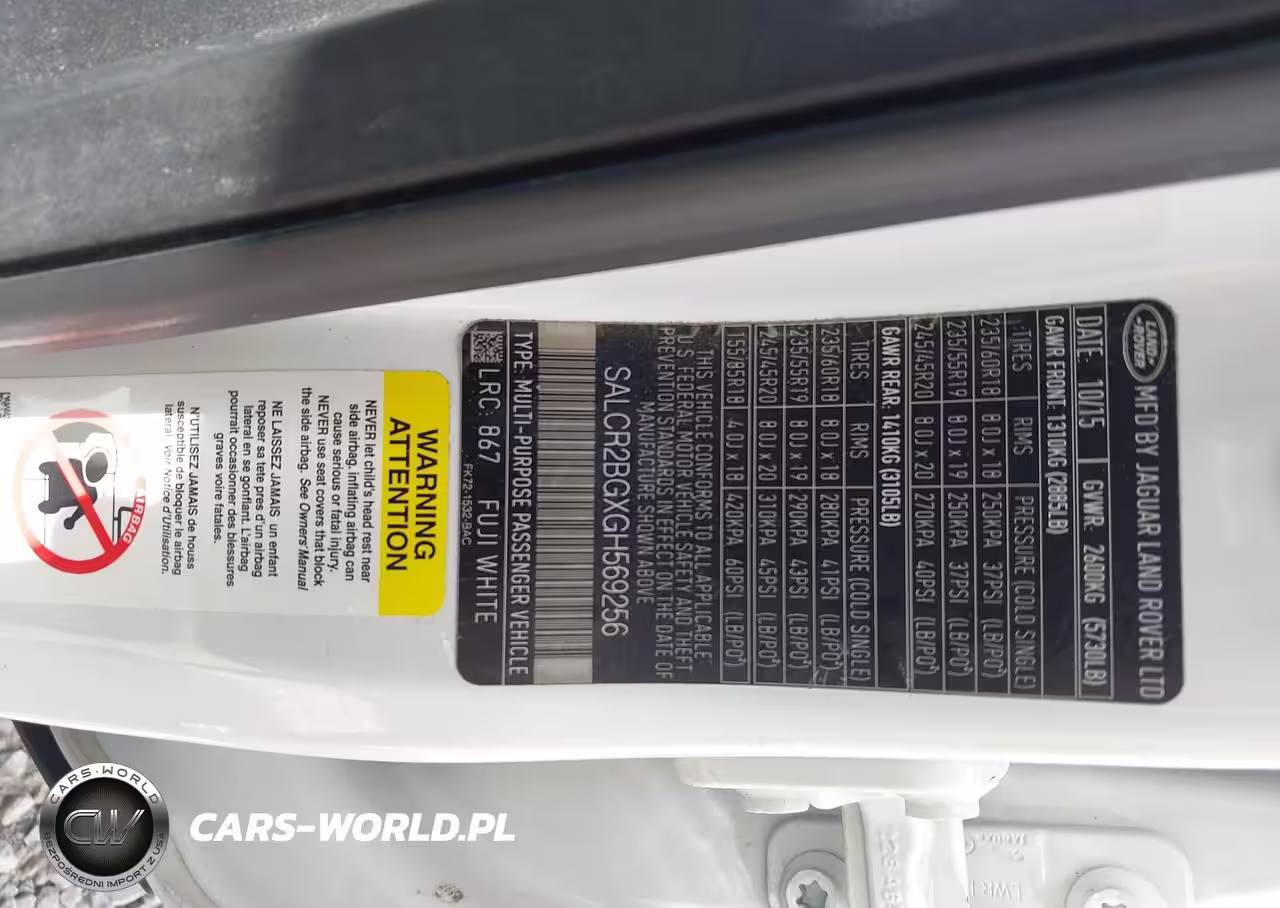 LAND-
ROVER
MFD BY JAGUAR LAND ROVER LTD
DATE: 10/15 GVWR: 2600KG (5730LB)
GAWR FRONT: 1310KG (2885LB)
TIRES RIMS PRESSURE (COLD SINGLE)
235/60R18 8.0J x 18 250KPA 37PSI (LB/PO²)
235/55R19 8.0J x 19 250KPA 37PSI (LB/PO²)
245/45R20 8.0J x 20 270KPA 40PSI (LB/PO²)
GAWR REAR: 1410KG (3105LB)
TIRES RIMS PRESSURE (COLD SINGLE)
235/60R18 8.0J x 18 280KPA 41PSI (LB/PO²)
235/55R19 8.0J x 19 290KPA 43PSI (LB/PO²)
245/45R20 8.0J x 20 310KPA 45PSI (LB/PO²)
T155/85R18 4.0J x 18 420KPA 60PSI (LB/PO²)
THIS VEHICLE CONFORMS TO ALL APPLICABLE
U S FEDERAL MOTOR VEHICLE SAFETY AND THEFT
PREVENTION STANDARDS IN EFFECT ON THE DATE OF
MANUFACTURE SHOWN ABOVE
SALCR2BGXGH569256
TYPE: MULTI-PURPOSE PASSENGER VEHICLE
LRC: 867 FUJI WHITE
FK72-1532-BAC
WARNING
ATTENTION
NEVER let child's head rest near
side airbag, inflating airbag can
cause serious or fatal injury.
NEVER use seat covers that block
the side airbag. See Owners' Manual
NE LAISSEZ JAMAIS un enfant
reposer sa tete pres d'un airbag
lateral en se gonflant. L'airbag
pourrait occasionner des blessures
graves voire fatales.
N'UTILISEZ JAMAIS de houss
susceptible de bloquer le airbag
lateral. Voir Notice d'Utilisation.
AIRBAG
CARS-WORLD
CW
BEZPOŚREDNI IMPORT Z USA
CARS-WORLD.PL